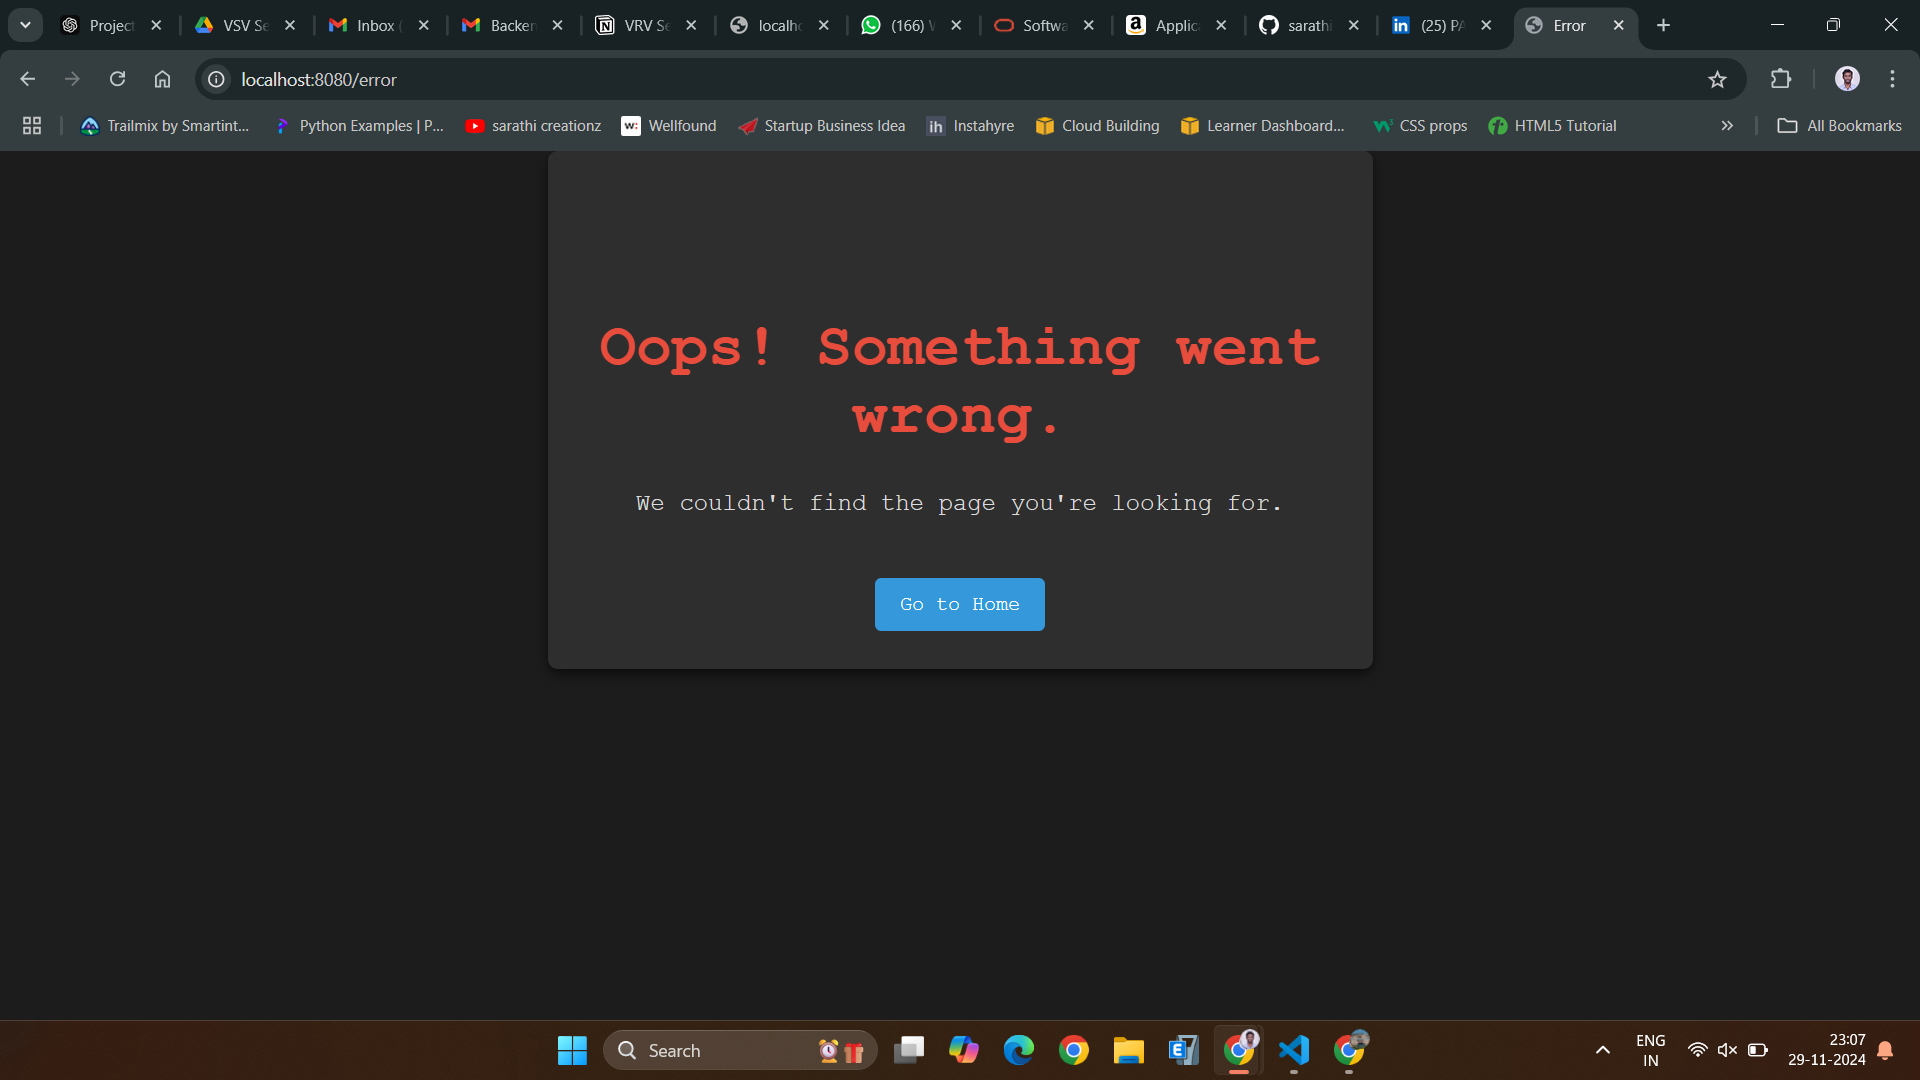 Project
VSV Se
Inbox (
Backen
VRV Se
localho
(166) W
Softwa
Applica
sarathi
(25) PA
Error
localhost:8080/error
Trailmix by Smartint...
Python Examples | P...
sarathi creationz
Wellfound
Startup Business Idea
Instahyre
Cloud Building
Learner Dashboard...
CSS props
HTML5 Tutorial
All Bookmarks
Oops! Something went
wrong.
We couldn't find the page you're looking for.
Go to Home
Search
ENG
IN
23:07
29-11-2024